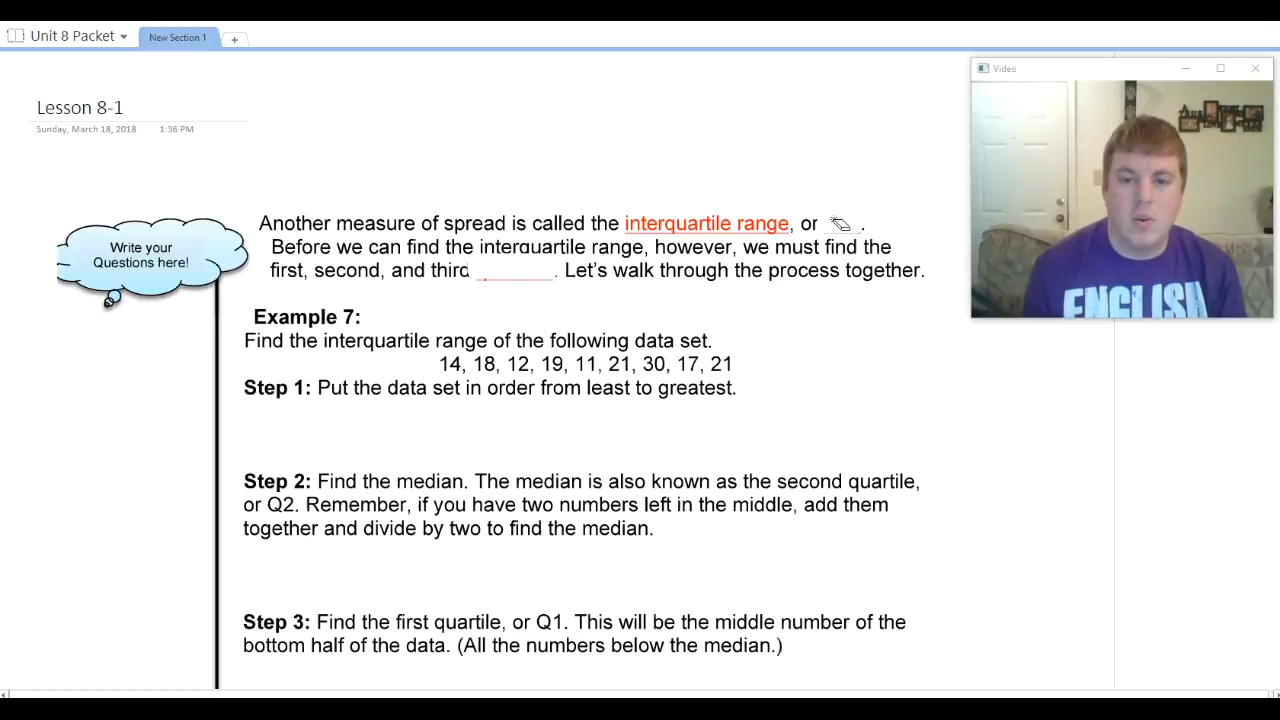 Unit 8 Packet
New Section 1
+
Video
Lesson 8-1
Sunday, March 18, 2018 1:36 PM
Write your
Questions here!
Another measure of spread is called the interquartile range, or ____.
Before we can find the interquartile range, however, we must find the
first, second, and third ______. Let's walk through the process together.
Example 7:
Find the interquartile range of the following data set.
14, 18, 12, 19, 11, 21, 30, 17, 21
Step 1: Put the data set in order from least to greatest.
Step 2: Find the median. The median is also known as the second quartile,
or Q2. Remember, if you have two numbers left in the middle, add them
together and divide by two to find the median.
Step 3: Find the first quartile, or Q1. This will be the middle number of the
bottom half of the data. (All the numbers below the median.)
ENGLISH